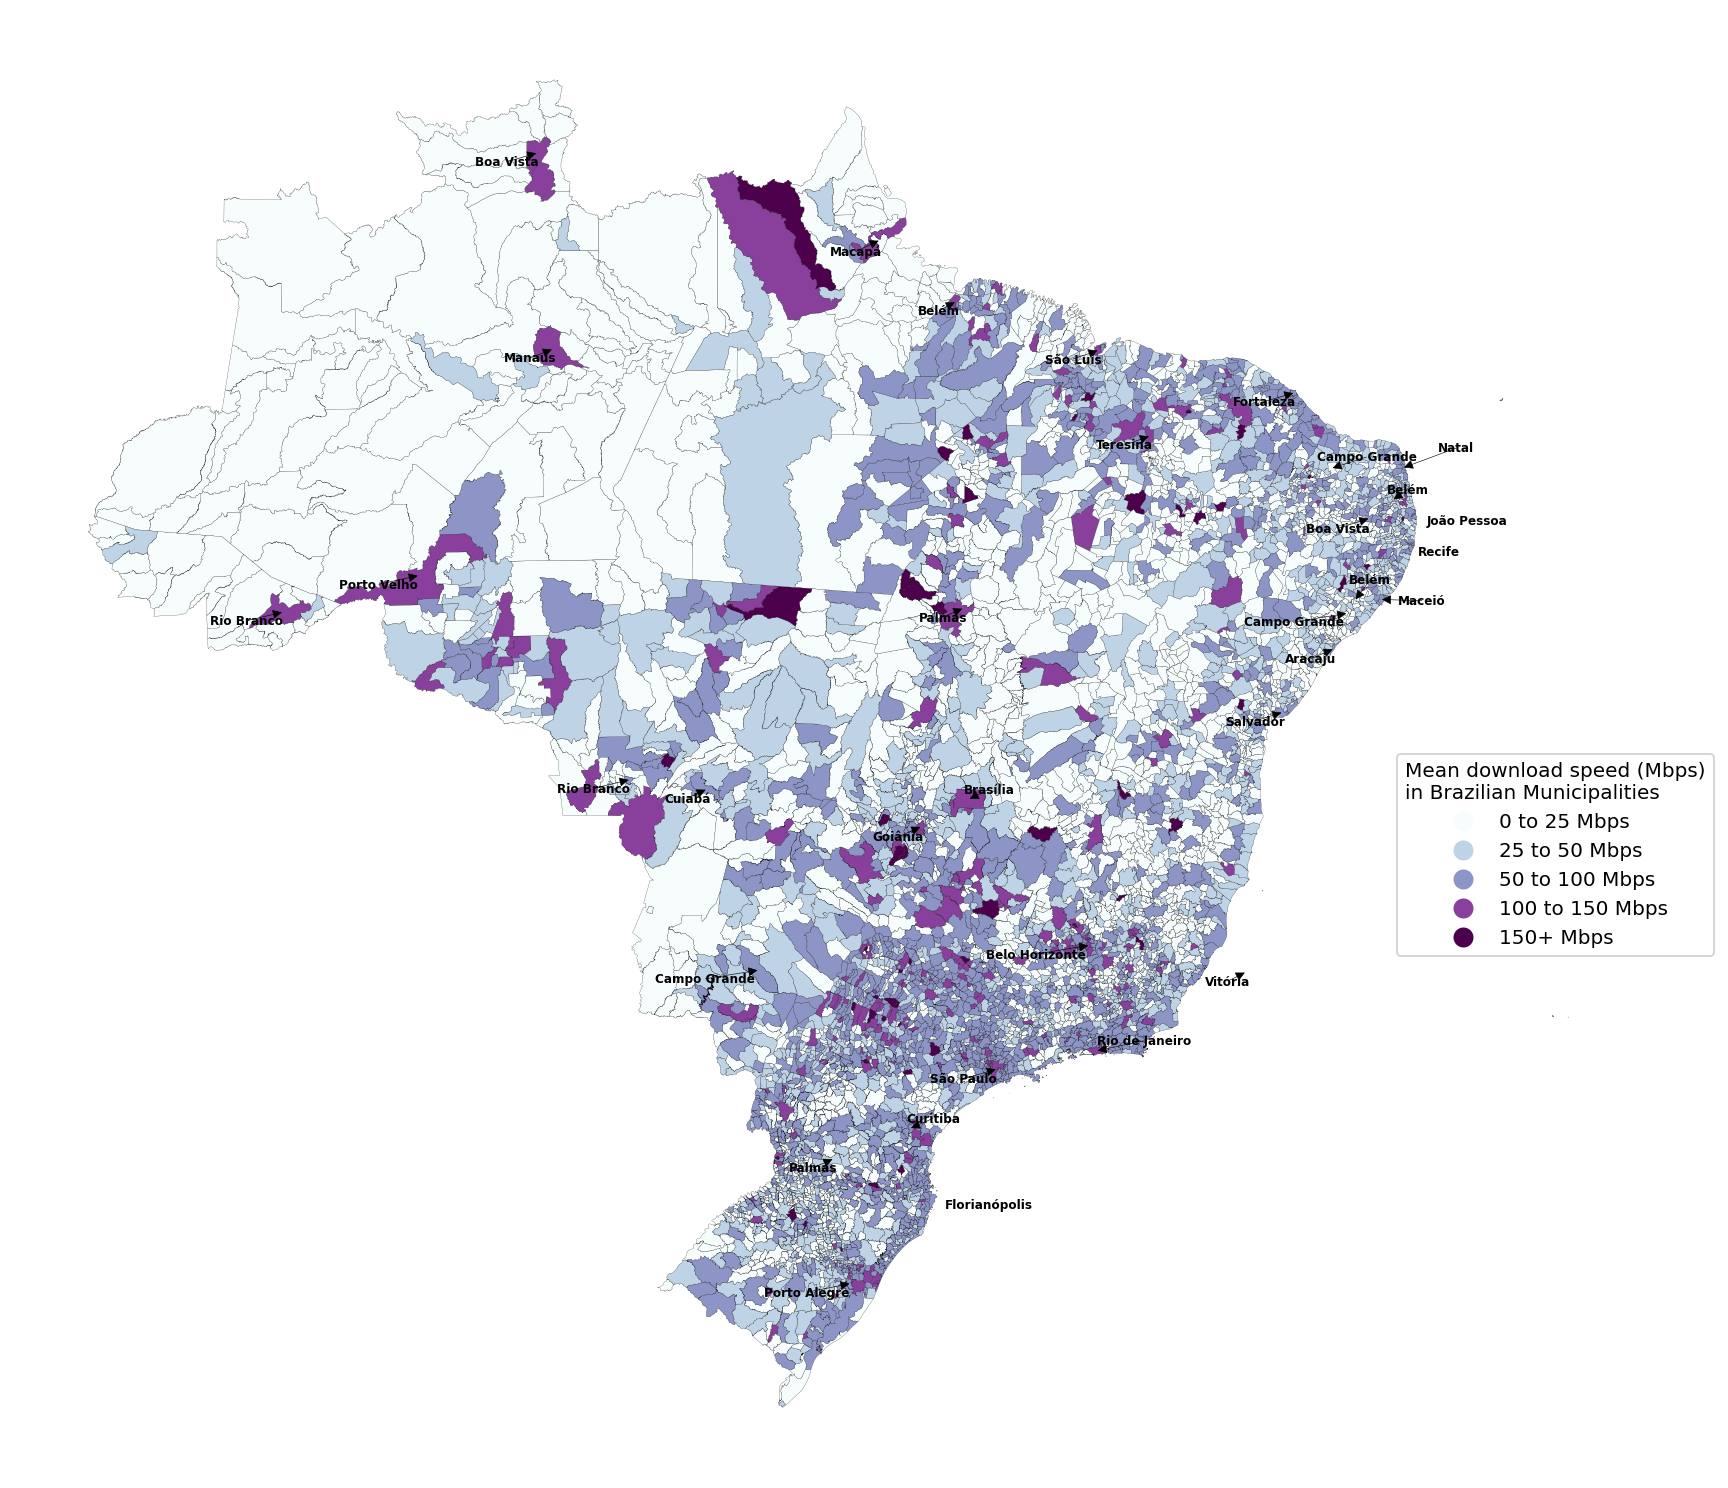 Boa Vista
Macapá
Belém
Manaus
São Luís
Fortaleza
Teresina
Natal
Campo Grande
Belém
João Pessoa
Boa Vista
Recife
Porto Velho
Belém
Maceió
Rio Branco
Palmas
Campo Grande
Aracaju
Salvador
Rio Branco
Cuiabá
Brasília
Goiânia
Mean download speed (Mbps)
in Brazilian Municipalities
0 to 25 Mbps
25 to 50 Mbps
50 to 100 Mbps
100 to 150 Mbps
150+ Mbps
Belo Horizonte
Campo Grande
Vitória
Rio de Janeiro
São Paulo
Curitiba
Palmas
Florianópolis
Porto Alegre